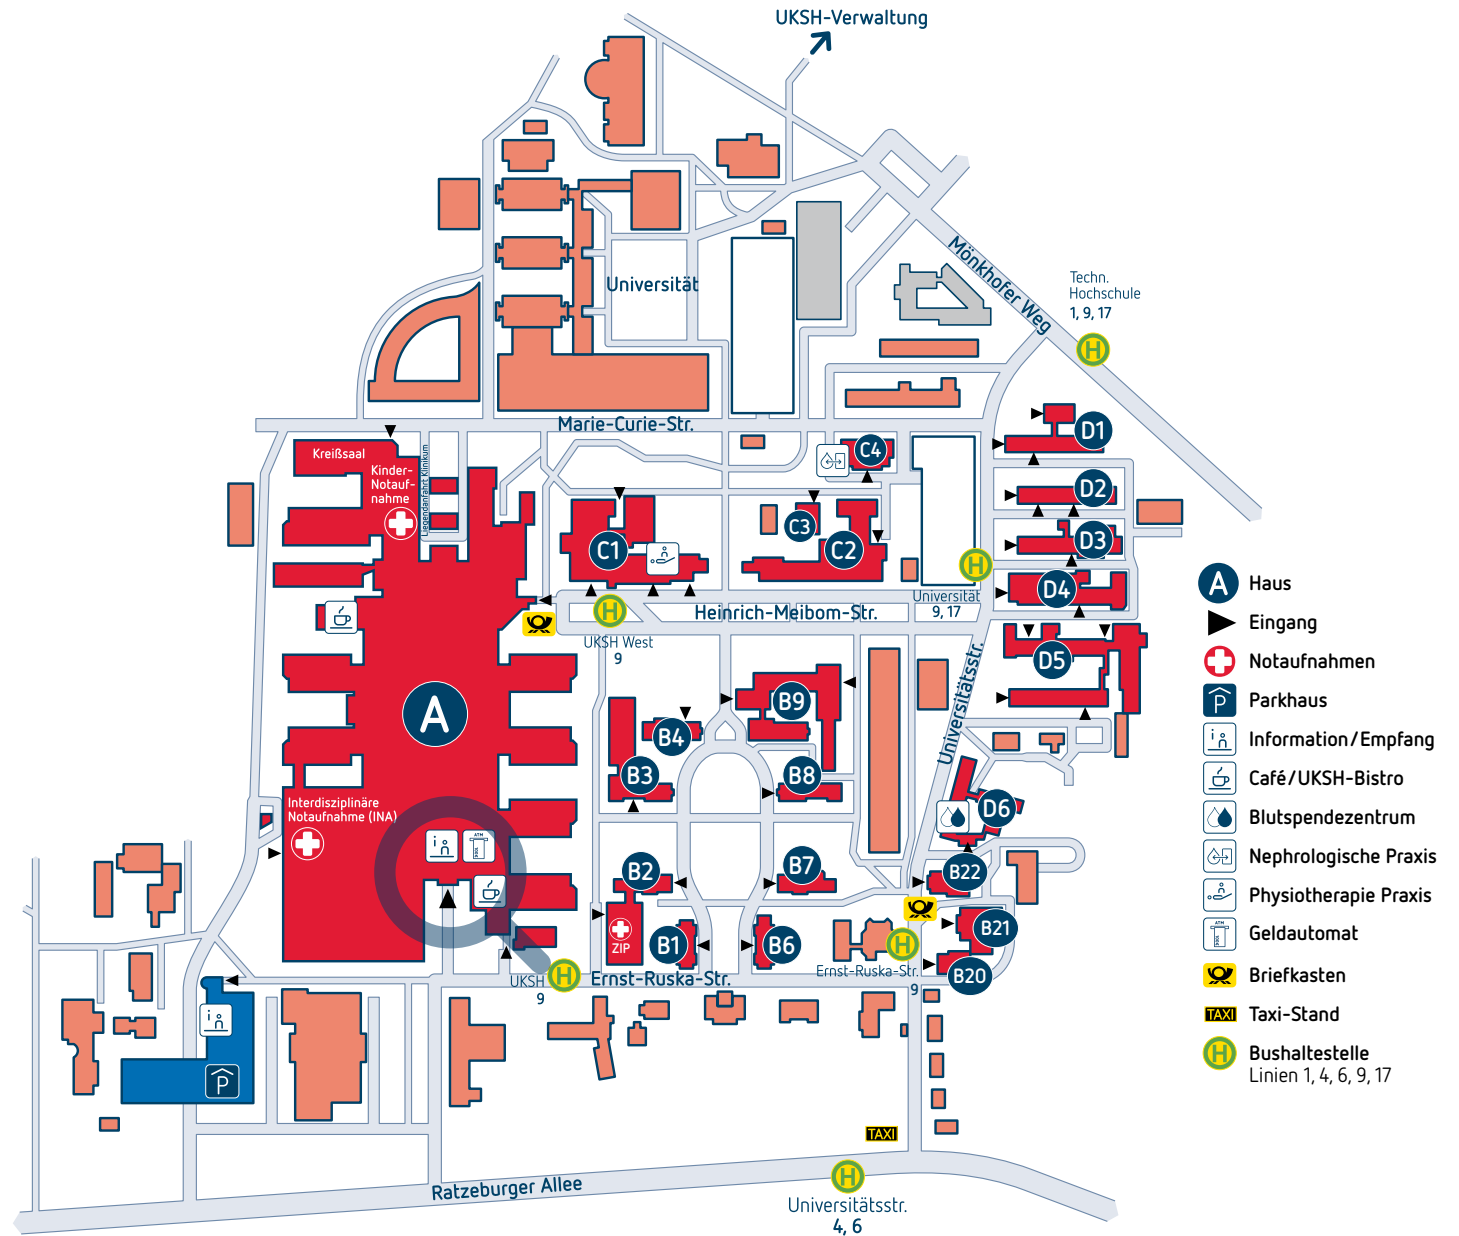 UKSH-Verwaltung
Mönkhofer Weg
Techn.
Hochschule
1, 9, 17
H
Universität
Marie-Curie-Str.
Kreißsaal
Kinder-
Notauf-
nahme
Liegendanfahrt Klinikum
C4
D1
D2
D3
D4
D5
D6
C1
C2
C3
H
Universität
9, 17
Heinrich-Meibom-Str.
H
UKSH West
9
Universitätsstr.
A
B9
B4
B3
B8
B2
B7
B22
B21
B20
B1
B6
ZIP
Interdisziplinäre
Notaufnahme (INA)
i
ATM
H
UKSH
9
Ernst-Ruska-Str.
H
Ernst-Ruska-Str.
9
i
P
TAXI
H
Universitätsstr.
4, 6
Ratzeburger Allee
A Haus
Eingang
Notaufnahmen
P Parkhaus
i Information/Empfang
Café/UKSH-Bistro
Blutspendezentrum
Nephrologische Praxis
Physiotherapie Praxis
ATM Geldautomat
Briefkasten
TAXI Taxi-Stand
H Bushaltestelle
Linien 1, 4, 6, 9, 17